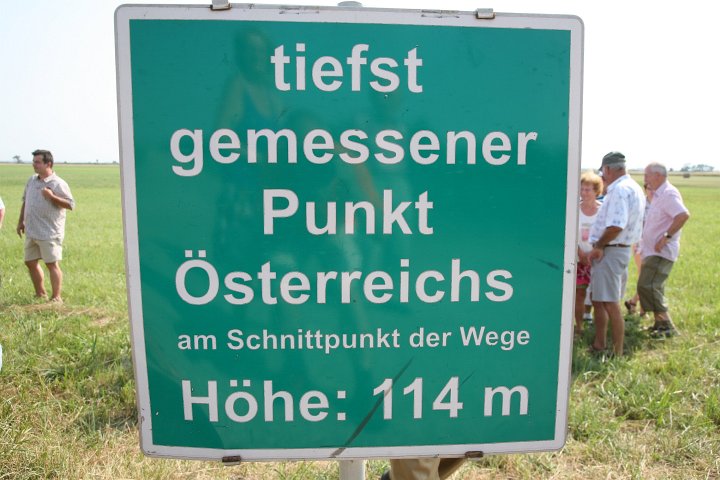 tiefst
gemessener
Punkt
Österreichs
am Schnittpunkt der Wege
Höhe: 114 m